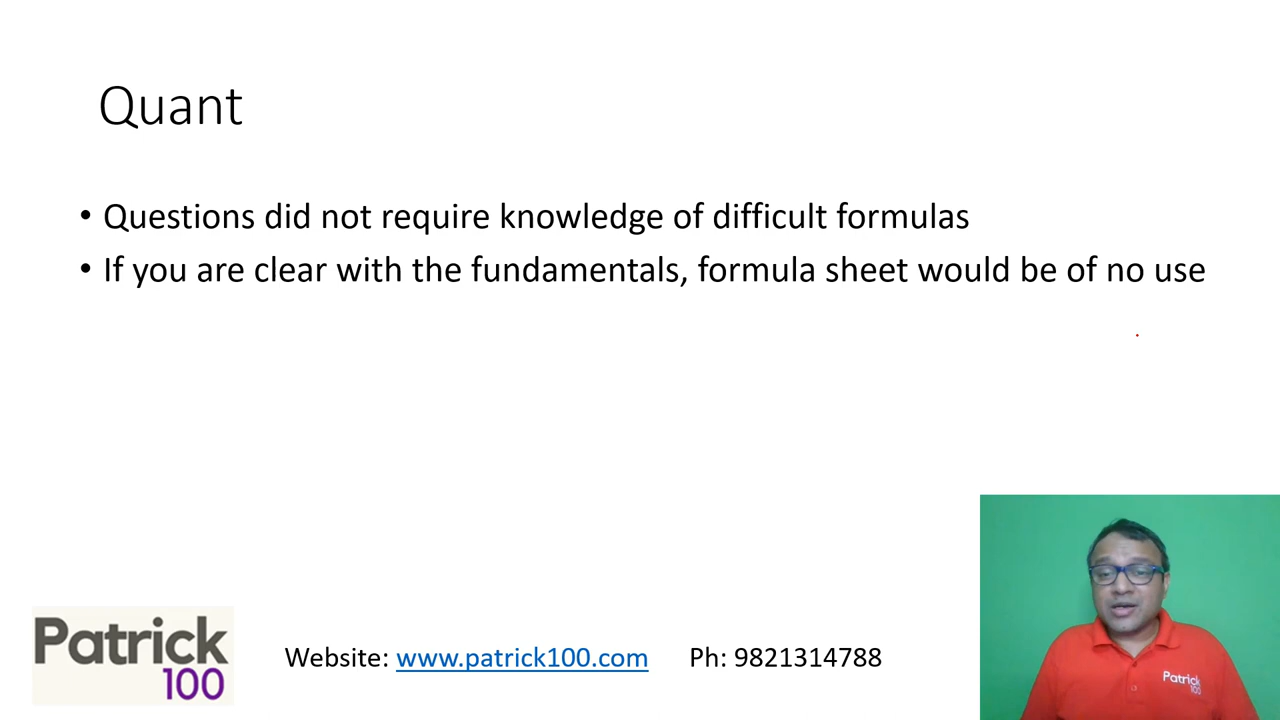 Quant
• Questions did not require knowledge of difficult formulas
• If you are clear with the fundamentals, formula sheet would be of no use
Patrick
100
Website: www.patrick100.com Ph: 9821314788
Patrick
100